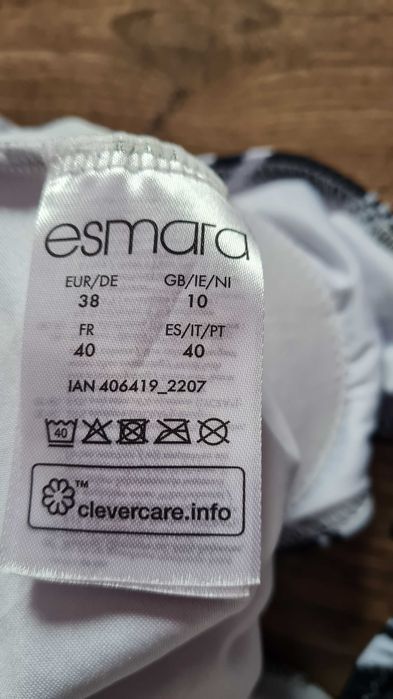 esmara
EUR/DE GB/IE/NI
38 10
FR ES/IT/PT
40 40
IAN 406419_2207
40
™
clevercare.info